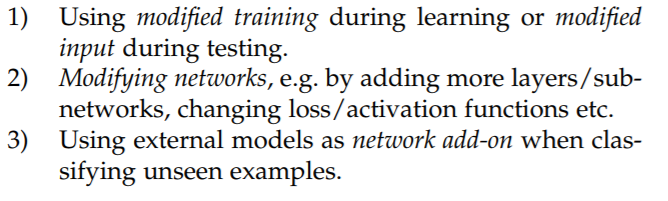 1) Using modified training during learning or modified
input during testing.
2) Modifying networks, e.g. by adding more layers/sub-
networks, changing loss/activation functions etc.
3) Using external models as network add-on when clas-
sifying unseen examples.